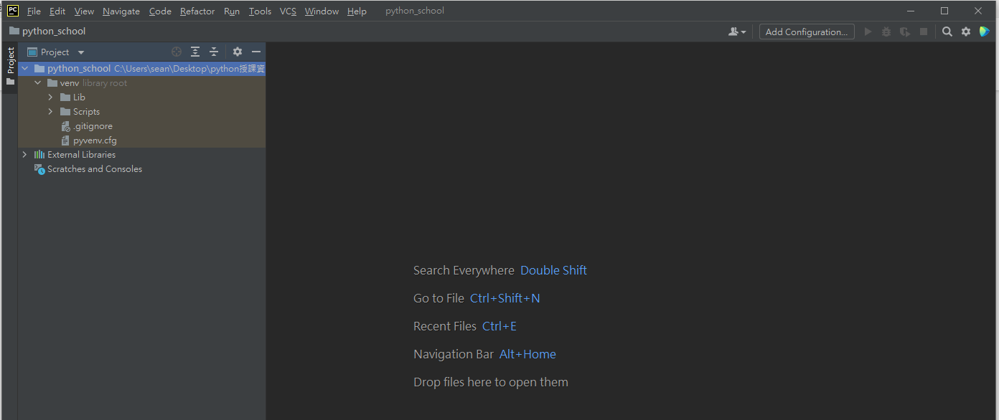 PC File Edit View Navigate Code Refactor Run Tools VCS Window Help python_school
python_school
Add Configuration...
Project
Project
python_school C:\Users\sean\Desktop\python授課資
venv library root
Lib
Scripts
.gitignore
pyvenv.cfg
External Libraries
Scratches and Consoles
Search Everywhere Double Shift
Go to File Ctrl+Shift+N
Recent Files Ctrl+E
Navigation Bar Alt+Home
Drop files here to open them